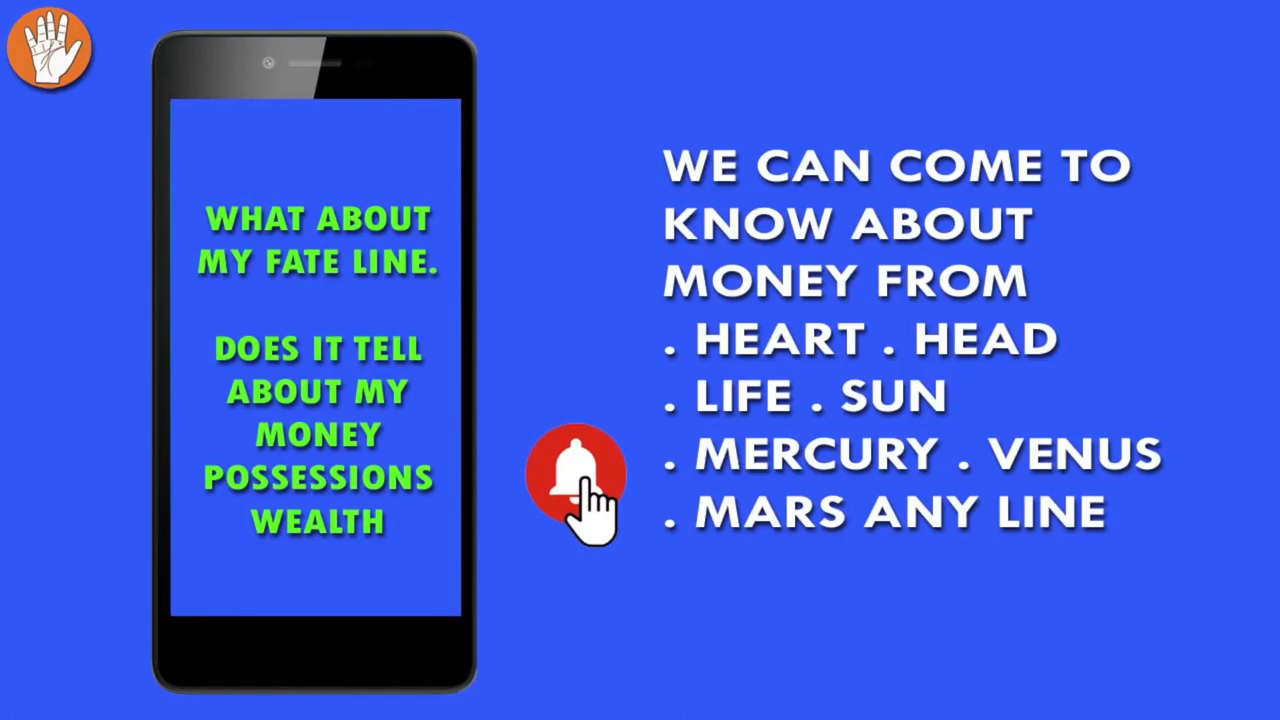 WHAT ABOUT
MY FATE LINE.
DOES IT TELL
ABOUT MY
MONEY
POSSESSIONS
WEALTH
WE CAN COME TO
KNOW ABOUT
MONEY FROM
. HEART . HEAD
. LIFE . SUN
. MERCURY . VENUS
. MARS ANY LINE